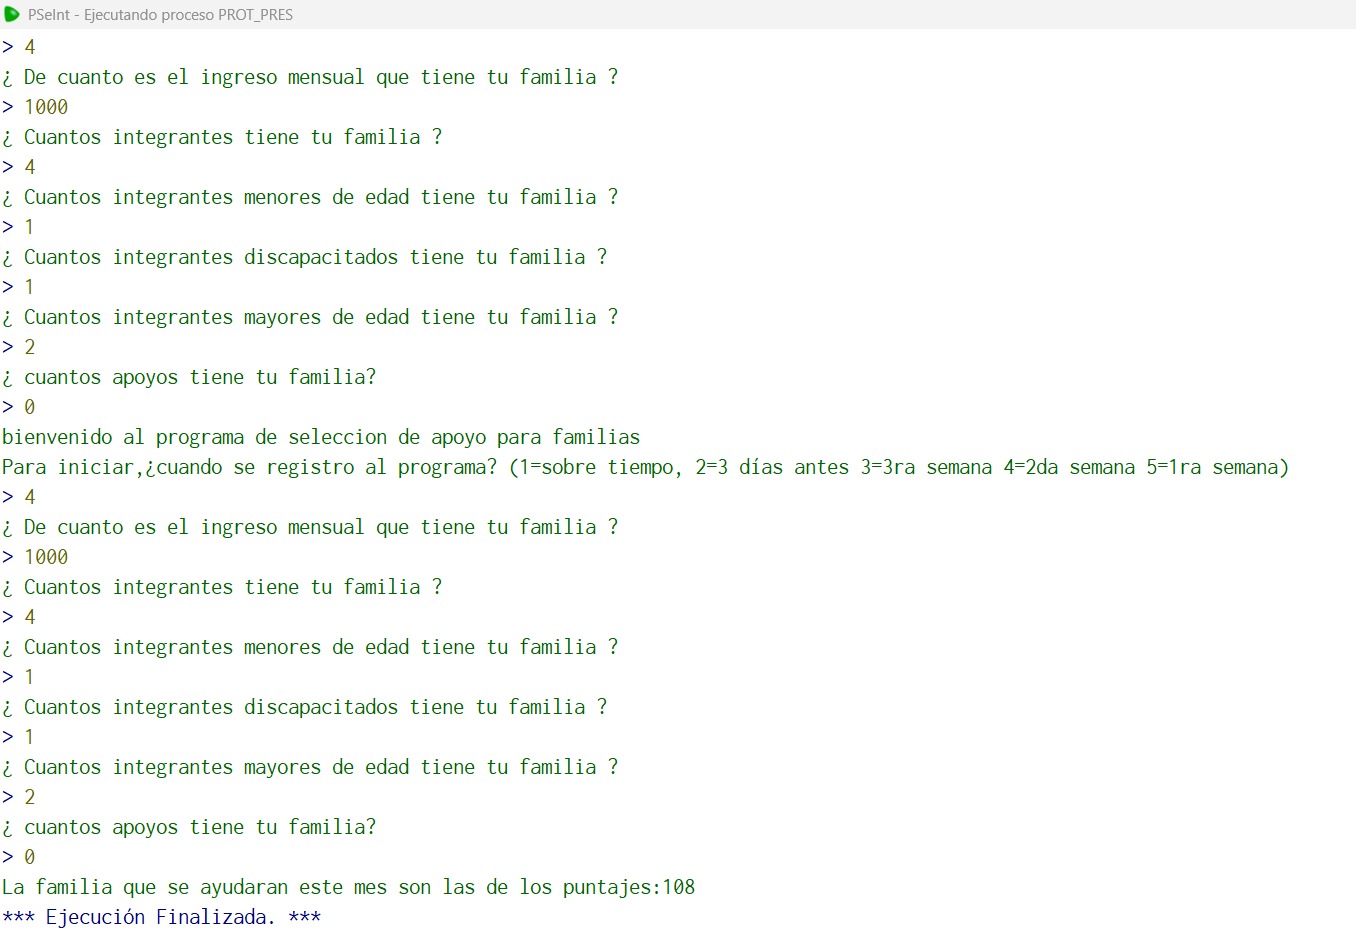 PSeInt - Ejecutando proceso PROT_PRES
> 4
¿ De cuanto es el ingreso mensual que tiene tu familia ?
> 1000
¿ Cuantos integrantes tiene tu familia ?
> 4
¿ Cuantos integrantes menores de edad tiene tu familia ?
> 1
¿ Cuantos integrantes discapacitados tiene tu familia ?
> 1
¿ Cuantos integrantes mayores de edad tiene tu familia ?
> 2
¿ cuantos apoyos tiene tu familia?
> 0
bienvenido al programa de seleccion de apoyo para familias
Para iniciar,¿cuando se registro al programa? (1=sobre tiempo, 2=3 días antes 3=3ra semana 4=2da semana 5=1ra semana)
> 4
¿ De cuanto es el ingreso mensual que tiene tu familia ?
> 1000
¿ Cuantos integrantes tiene tu familia ?
> 4
¿ Cuantos integrantes menores de edad tiene tu familia ?
> 1
¿ Cuantos integrantes discapacitados tiene tu familia ?
> 1
¿ Cuantos integrantes mayores de edad tiene tu familia ?
> 2
¿ cuantos apoyos tiene tu familia?
> 0
La familia que se ayudaran este mes son las de los puntajes:108
*** Ejecución Finalizada. ***